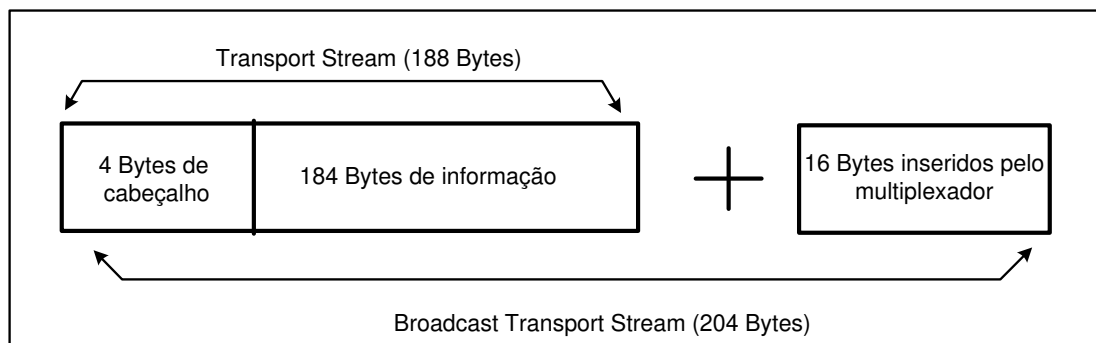 Transport Stream (188 Bytes)
4 Bytes de
cabeçalho
184 Bytes de informação
16 Bytes inseridos pelo
multiplexador
Broadcast Transport Stream (204 Bytes)